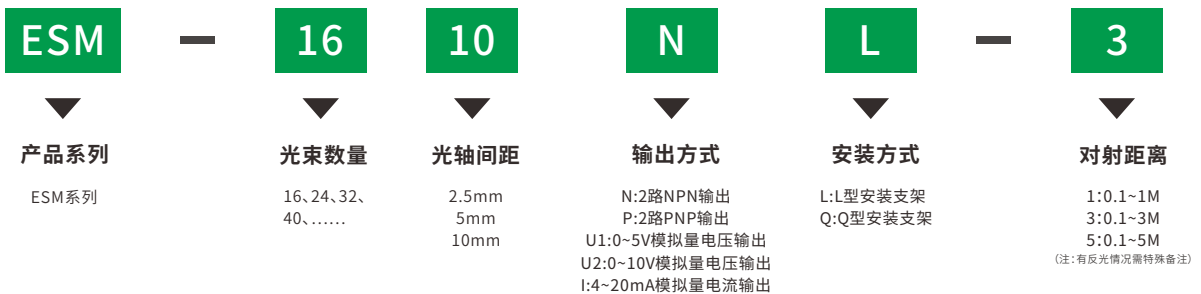 ESM — 16 10 N L — 3
产品系列 光束数量 光轴间距 输出方式 安装方式 对射距离
ESM系列
16、24、32、
40、……
2.5mm
5mm
10mm
N:2路NPN输出
P:2路PNP输出
U1:0~5V模拟量电压输出
U2:0~10V模拟量电压输出
I:4~20mA模拟量电流输出
L:L型安装支架
Q:Q型安装支架
1:0.1~1M
3:0.1~3M
5:0.1~5M
(注:有反光情况需特殊备注)